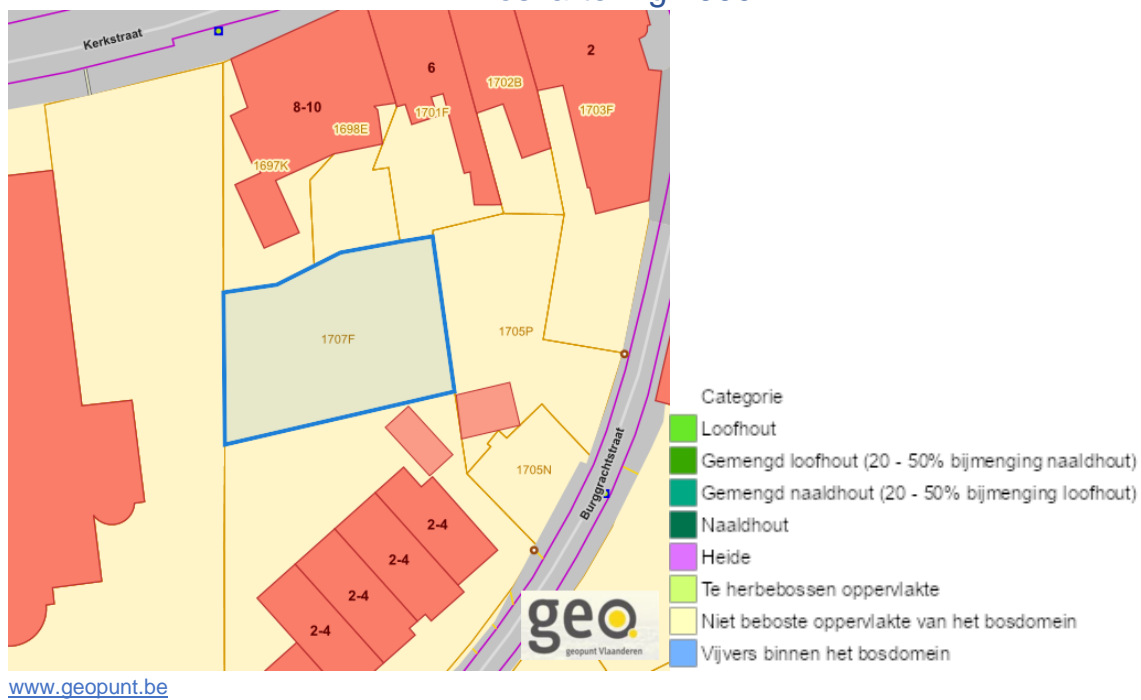 Kerkstraat
2
6
1702B
8-10
1701F
1703F
1698E
1697K
1707F
1705P
Categorie
Loofhout
Gemengd loofhout (20 - 50% bijmenging naaldhout)
1705N
Burggrachtstraat
Gemengd naaldhout (20 - 50% bijmenging loofhout)
Naaldhout
2-4
2-4
2-4
2-4
Heide
Te herbebossen oppervlakte
Niet beboste oppervlakte van het bosdomein
Vijvers binnen het bosdomein
geo
geopunt Vlaanderen
www.geopunt.be